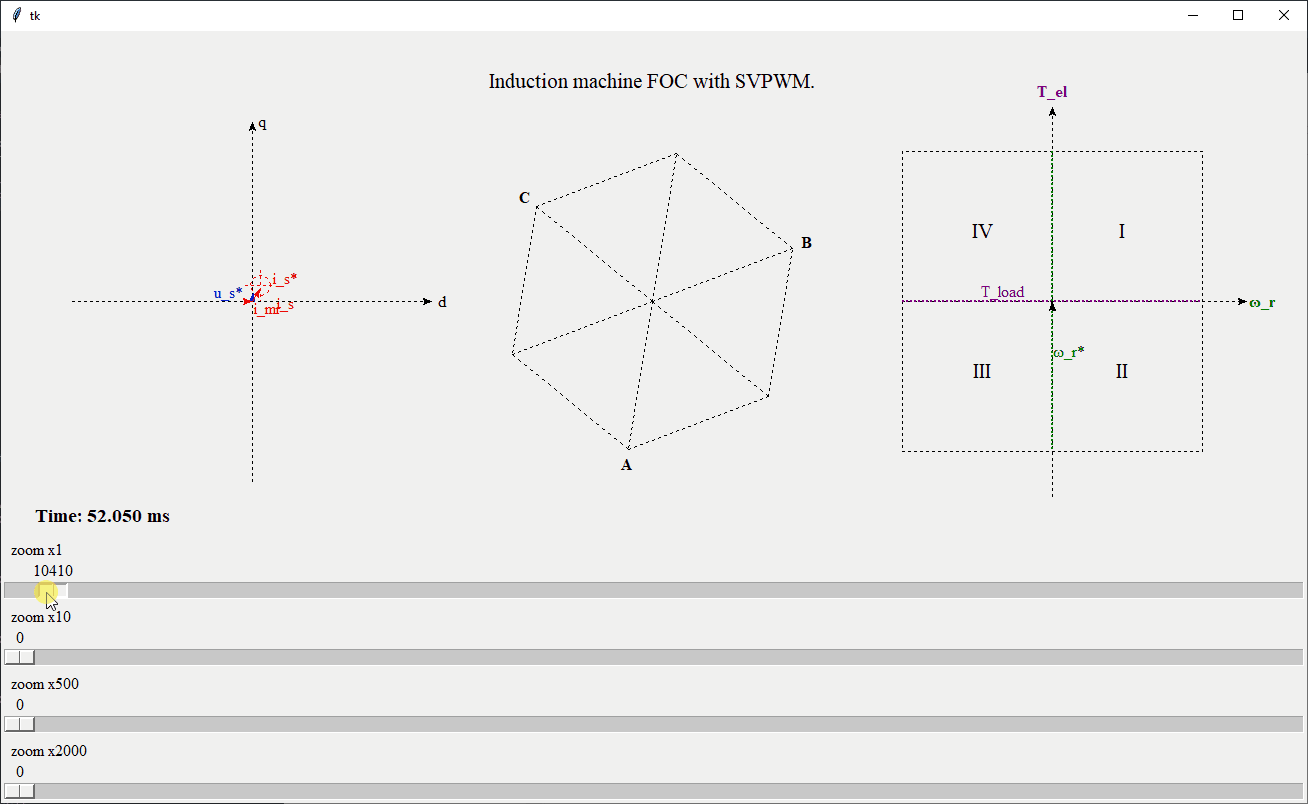 tk
Induction machine FOC with SVPWM.
T_el
q
C
B
IV
I
i_s*
u_s*
T_load
d
ω_r
i_mr
i_s
ω_r*
III
II
A
Time: 52.050 ms
zoom x1
10410
zoom x10
0
zoom x500
0
zoom x2000
0